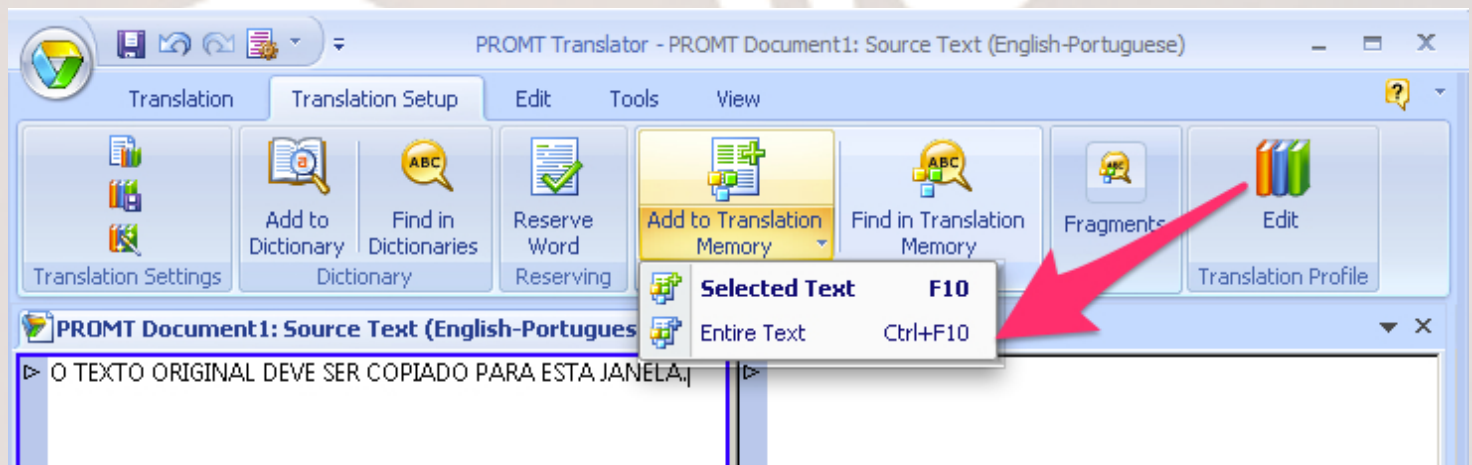 PROMT Translator - PROMT Document1: Source Text (English-Portuguese)
Translation Translation Setup Edit Tools View
Add to Dictionary
Find in Dictionaries
Reserve Word
Add to Translation Memory
Find in Translation Memory
Fragments
Edit
Translation Settings Dictionary Reserving Translation Profile
Selected Text F10
Entire Text Ctrl+F10
PROMT Document1: Source Text (English-Portugues
O TEXTO ORIGINAL DEVE SER COPIADO PARA ESTA JANELA.